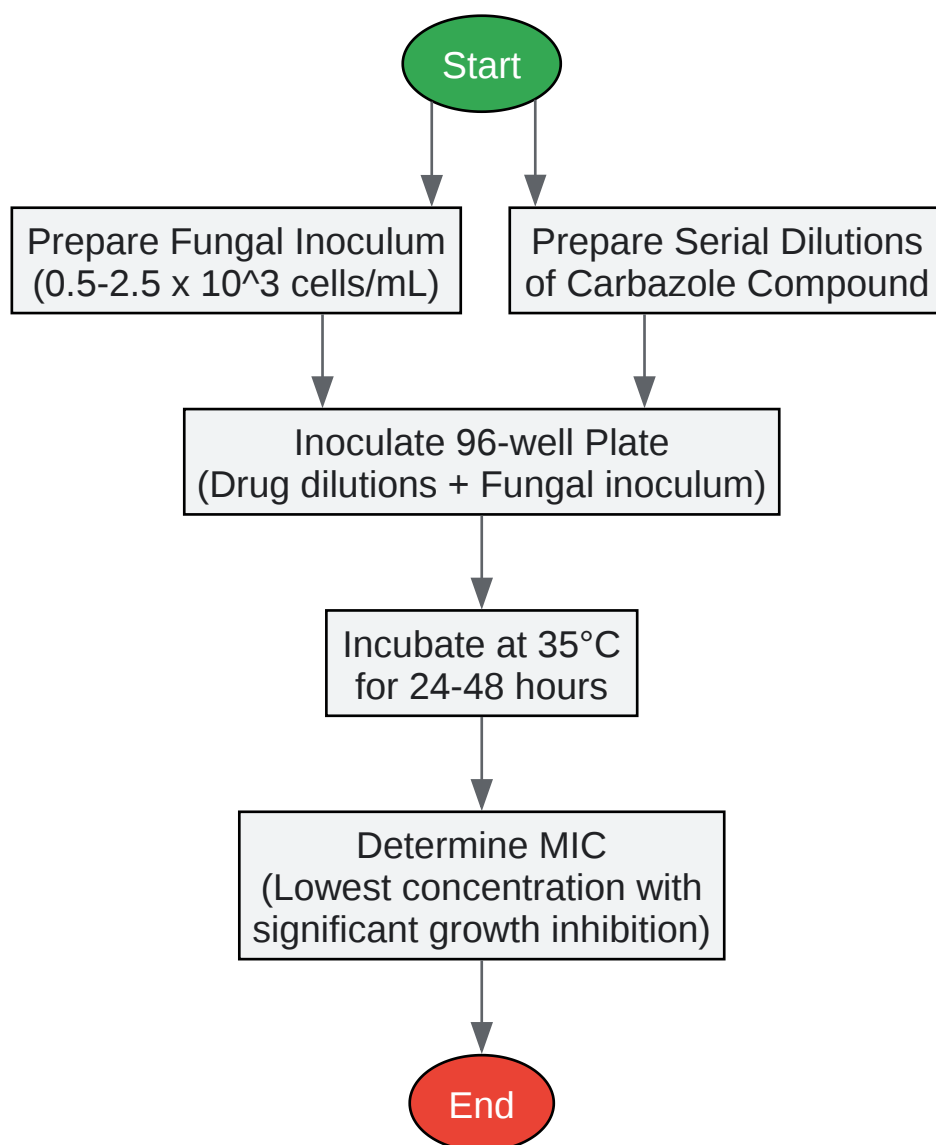 Start
Prepare Fungal Inoculum
(0.5-2.5 x 10^3 cells/mL)
Prepare Serial Dilutions
of Carbazole Compound
Inoculate 96-well Plate
(Drug dilutions + Fungal inoculum)
Incubate at 35°C
for 24-48 hours
Determine MIC
(Lowest concentration with
significant growth inhibition)
End